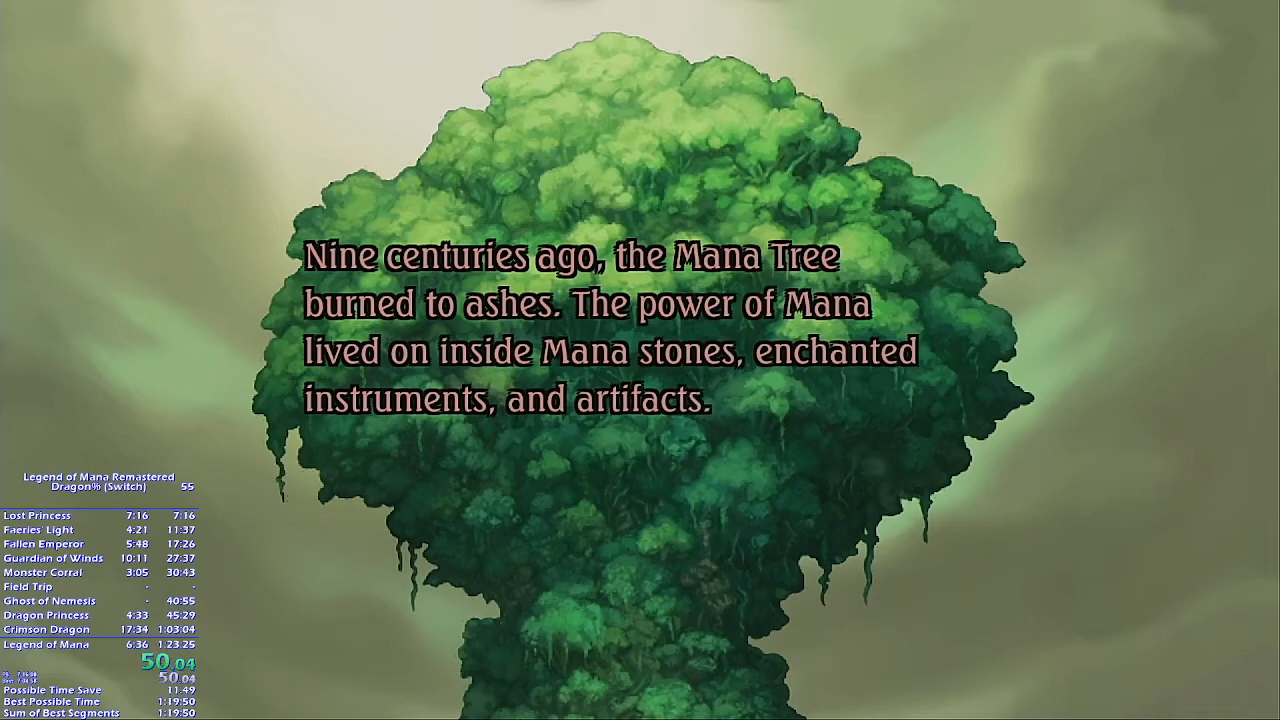 Nine centuries ago, the Mana Tree
burned to ashes. The power of Mana
lived on inside Mana stones, enchanted
instruments, and artifacts.
Legend of Mana Remastered
Dragon% (Switch) 55
Lost Princess 7:16 7:16
Faeries' Light 4:21 11:37
Fallen Emperor 5:48 17:26
Guardian of Winds 10:11 27:37
Monster Corral 3:05 30:43
Field Trip - -
Ghost of Nemesis - 40:55
Dragon Princess 4:33 45:29
Crimson Dragon 17:34 1:03:04
Legend of Mana 6:36 1:23:25
50.04
50.04
Possible Time Save 11.49
Best Possible Time 1:19:50
Sum of Best Segments 1:19:50